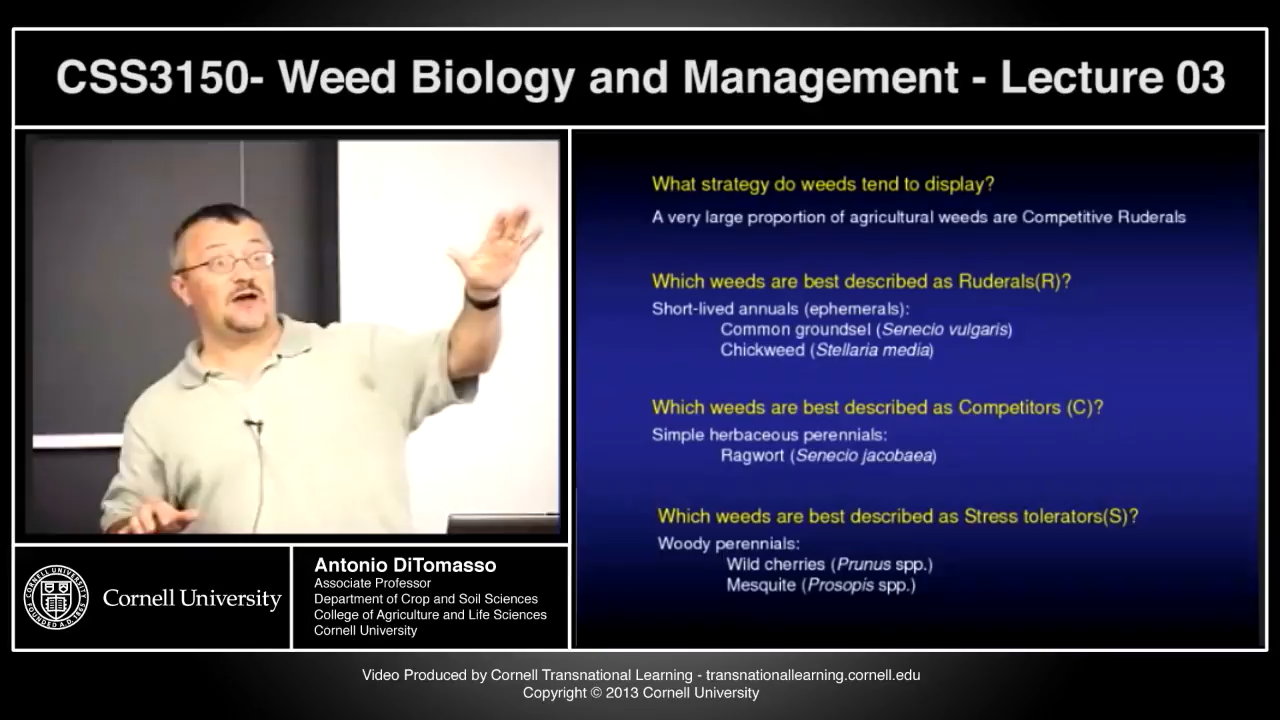 CSS3150- Weed Biology and Management - Lecture 03
What strategy do weeds tend to display?
A very large proportion of agricultural weeds are Competitive Ruderals
Which weeds are best described as Ruderals(R)?
Short-lived annuals (ephemerals):
Common groundsel (Senecio vulgaris)
Chickweed (Stellaria media)
Which weeds are best described as Competitors (C)?
Simple herbaceous perennials:
Ragwort (Senecio jacobaea)
Which weeds are best described as Stress tolerators(S)?
Woody perennials:
Wild cherries (Prunus spp.)
Mesquite (Prosopis spp.)
Cornell University
Antonio DiTomasso
Associate Professor
Department of Crop and Soil Sciences
College of Agriculture and Life Sciences
Cornell University
Video Produced by Cornell Transnational Learning - transnationallearning.cornell.edu
Copyright © 2013 Cornell University